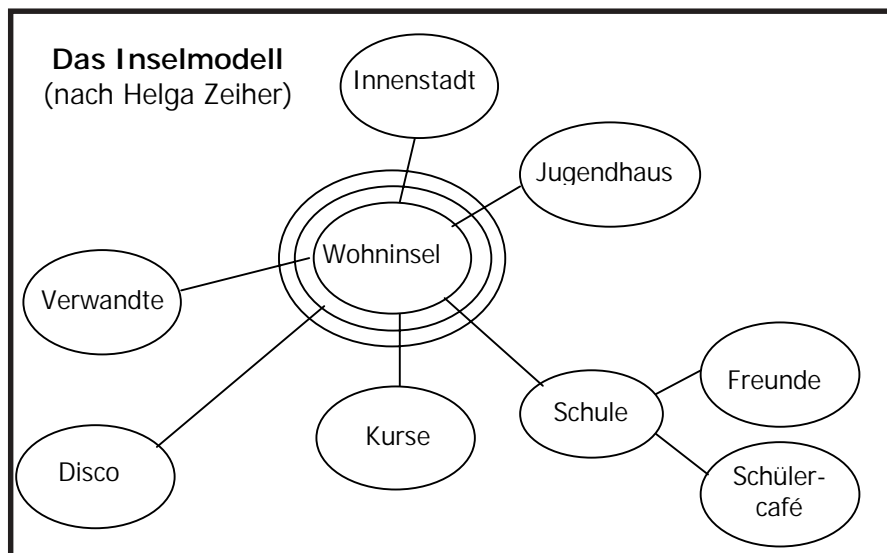 Das Inselmodell
(nach Helga Zeiher)
Innenstadt
Jugendhaus
Wohninsel
Verwandte
Freunde
Schule
Kurse
Disco
Schüler-
café